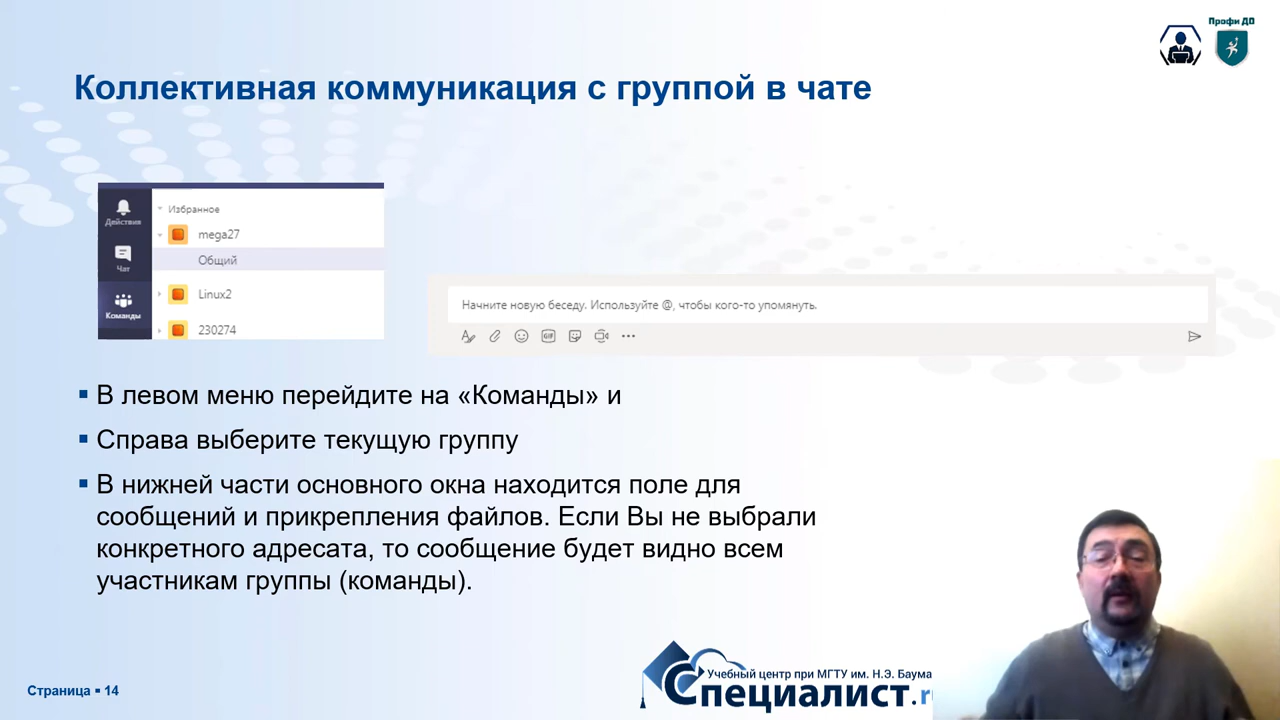 Профи ДО
Коллективная коммуникация с группой в чате
Действия
Чат
Команды
Избранное
mega27
Общий
Linux2
230274
Начните новую беседу. Используйте @, чтобы кого-то упомянуть.
GIF
В левом меню перейдите на «Команды» и
Справа выберите текущую группу
В нижней части основного окна находится поле для
сообщений и прикрепления файлов. Если Вы не выбрали
конкретного адресата, то сообщение будет видно всем
участникам группы (команды).
Учебный центр при МГТУ им. Н.Э. Баума
Специалист.r
Страница ▪ 14